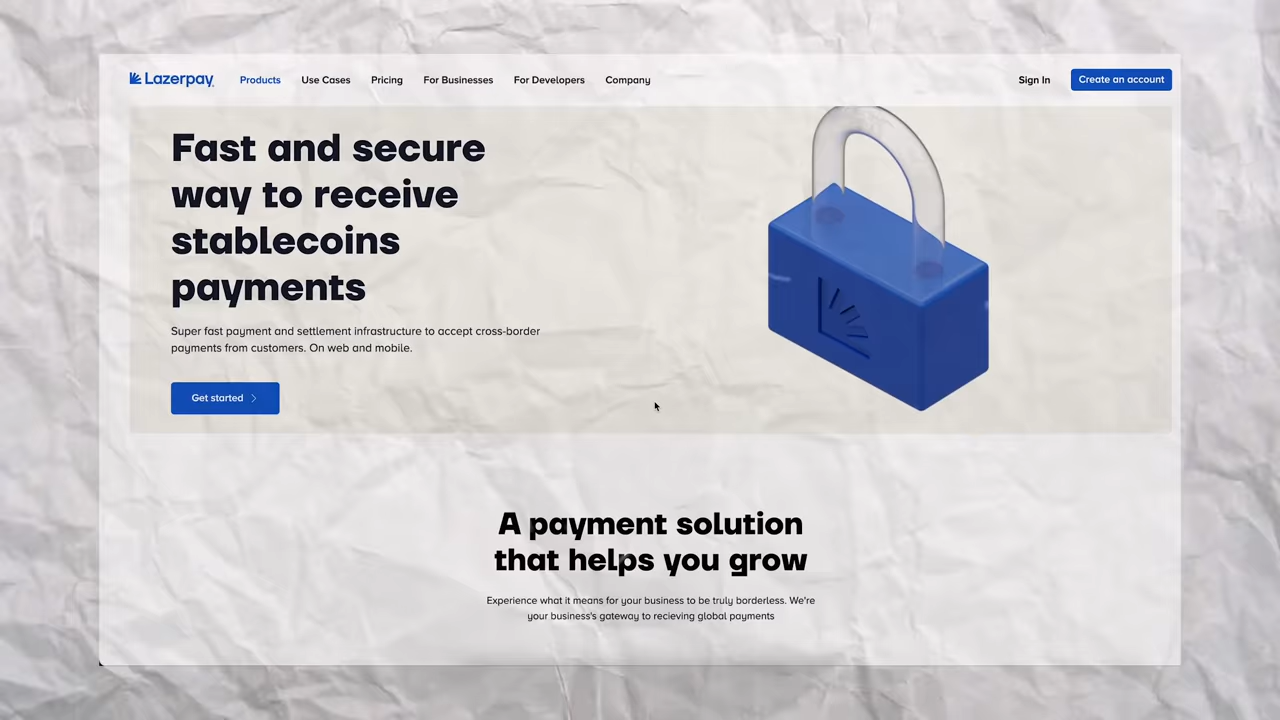 Lazerpay
Products Use Cases Pricing For Businesses For Developers Company Sign In Create an account
Fast and secure
way to receive
stablecoins
payments
Super fast payment and settlement infrastructure to accept cross-border
payments from customers. On web and mobile.
Get started
A payment solution
that helps you grow
Experience what it means for your business to be truly borderless. We're
your business's gateway to recieving global payments